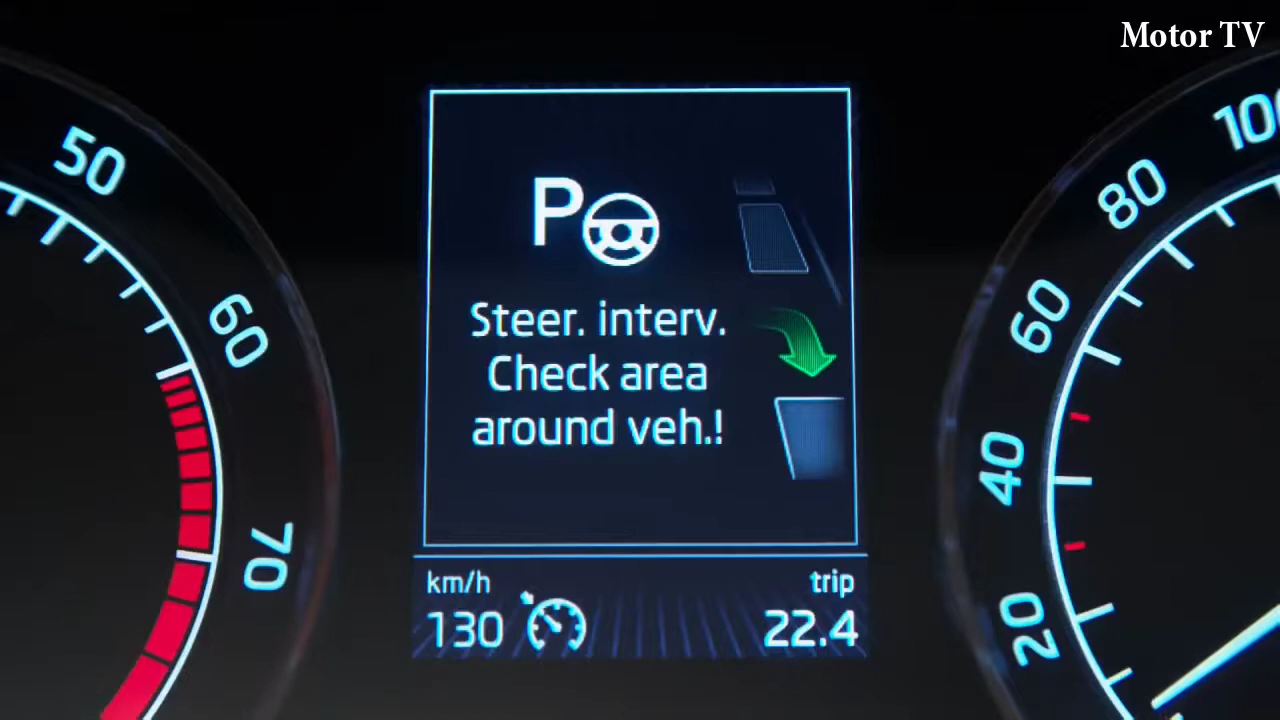 Motor TV
50
60
70
P
Steer. interv.
Check area
around veh.!
km/h
130
trip
22.4
100
80
60
40
20